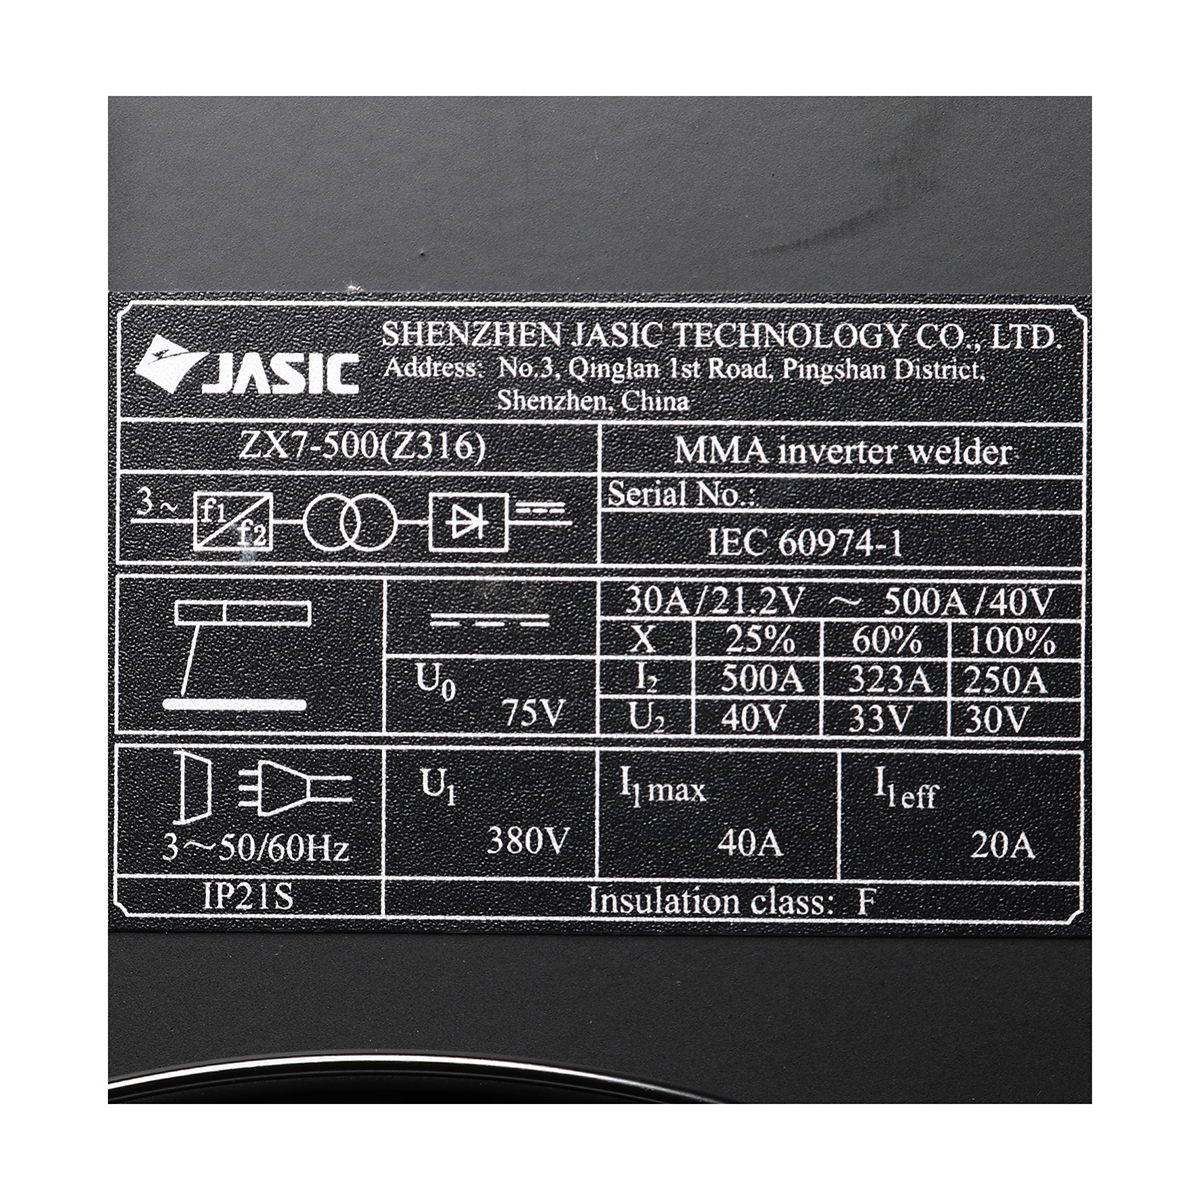 JASIC
SHENZHEN JASIC TECHNOLOGY CO., LTD.
Address: No.3, Qinglan 1st Road, Pingshan District,
Shenzhen, China
ZX7-500(Z316)
MMA inverter welder
3~ f1 f2
Serial No.:
IEC 60974-1
30A/21.2V ~ 500A/40V
X 25% 60% 100%
U0 75V
I2 500A 323A 250A
U2 40V 33V 30V
3~50/60Hz
U1 380V
I1max 40A
I1eff 20A
IP21S
Insulation class: F